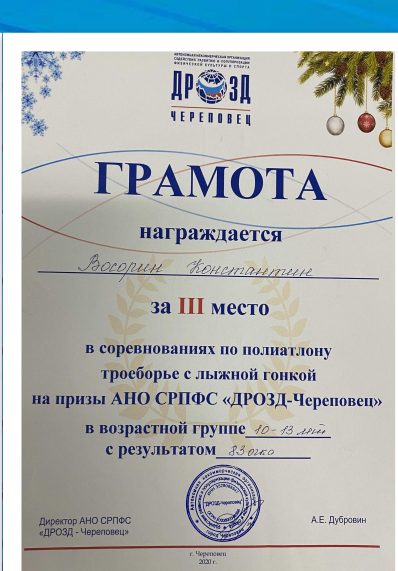 АВТОНОМНАЯ НЕКОММЕРЧЕСКАЯ ОРГАНИЗАЦИЯ
СОДЕЙСТВИЯ РАЗВИТИЮ И ПОПУЛЯРИЗАЦИИ
ФИЗИЧЕСКОЙ КУЛЬТУРЫ И СПОРТА
ДРОЗД
ЧЕРЕПОВЕЦ
ГРАМОТА
награждается
Восорин Константин
за III место
в соревнованиях по полиатлону
троеборье с лыжной гонкой
на призы АНО СРПФС «ДРОЗД-Череповец»
в возрастной группе 10-13 лет
с результатом 83 очка
Директор АНО СРПФС
«ДРОЗД - Череповец»
А.Е. Дубровин
г. Череповец
2020 г.